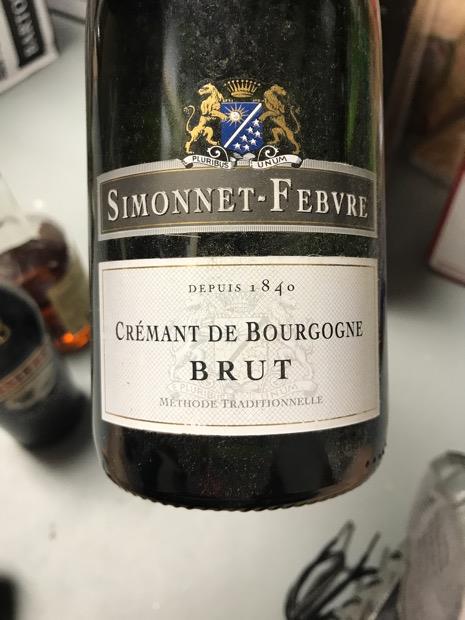 PLURIBUS UNUM
SIMONNET-FEBVRE
DEPUIS 1840
CRÉMANT DE BOURGOGNE
BRUT
MÉTHODE TRADITIONNELLE